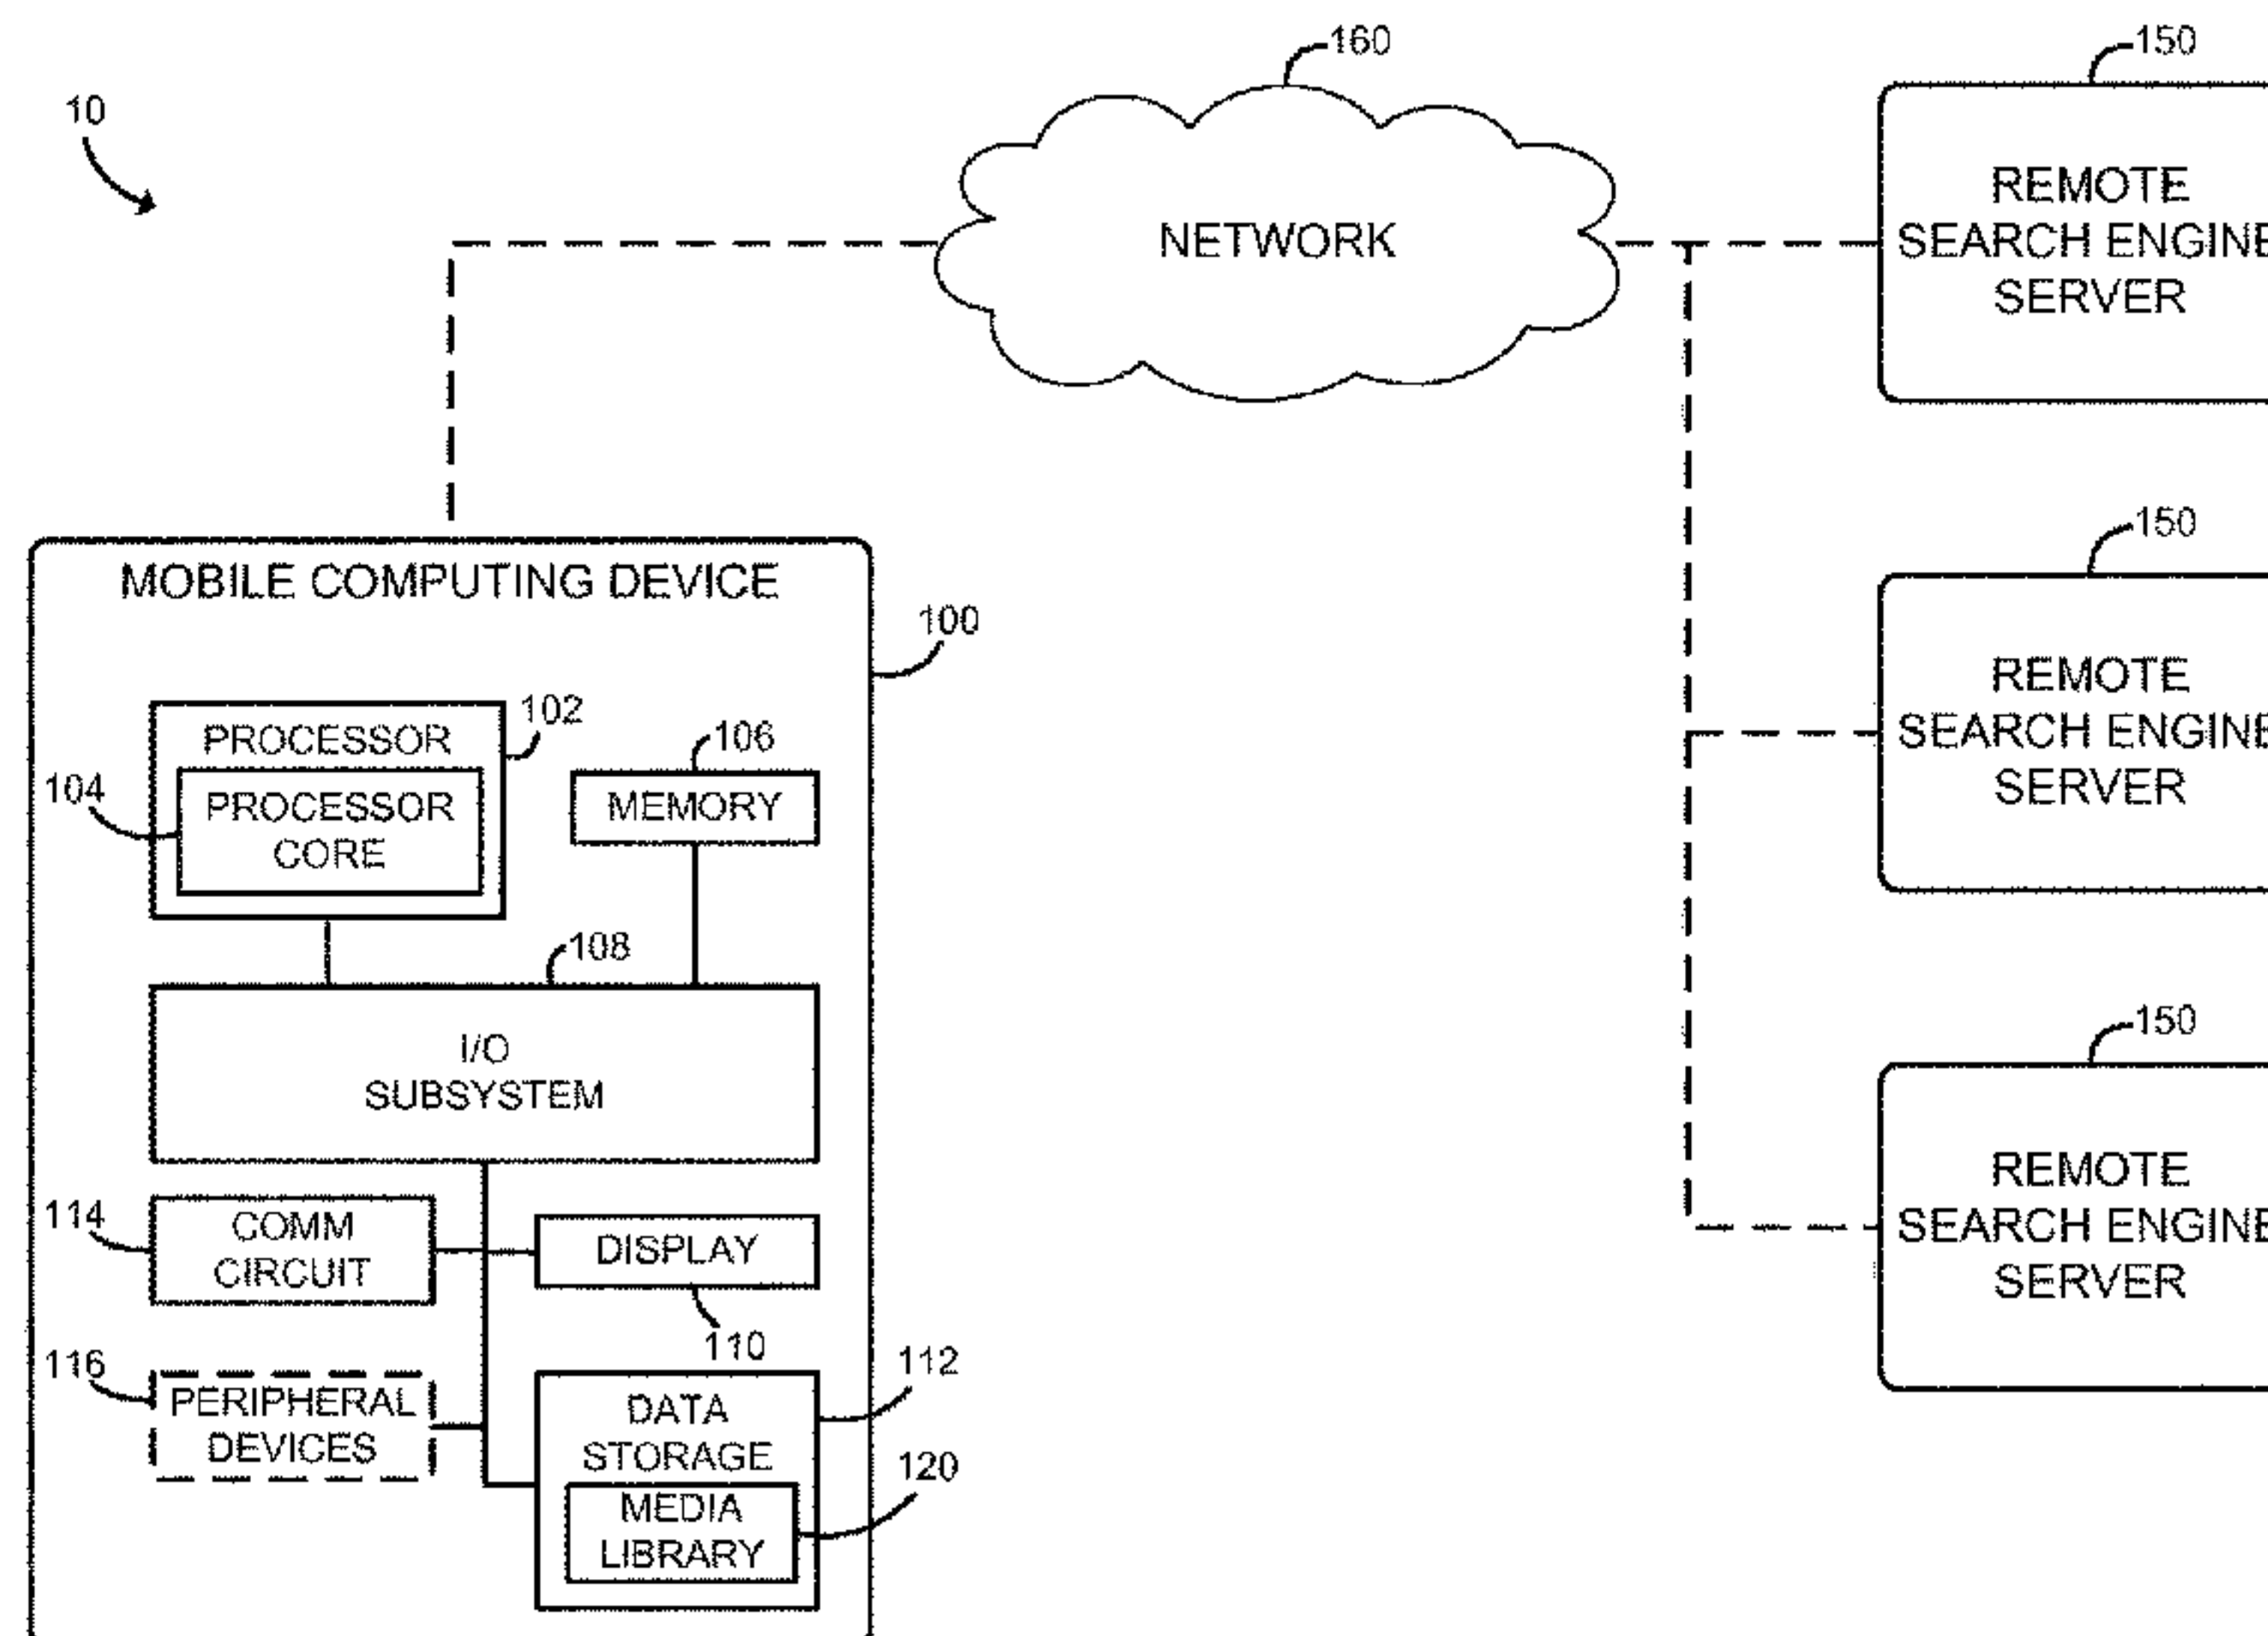 10
160
NETWORK
150
REMOTE
SEARCH ENGINE
SERVER
150
REMOTE
SEARCH ENGINE
SERVER
150
REMOTE
SEARCH ENGINE
SERVER
MOBILE COMPUTING DEVICE
100
PROCESSOR
102
104
PROCESSOR
CORE
106
MEMORY
108
I/O
SUBSYSTEM
114
COMM
CIRCUIT
DISPLAY
110
116
PERIPHERAL
DEVICES
112
DATA
STORAGE
120
MEDIA
LIBRARY